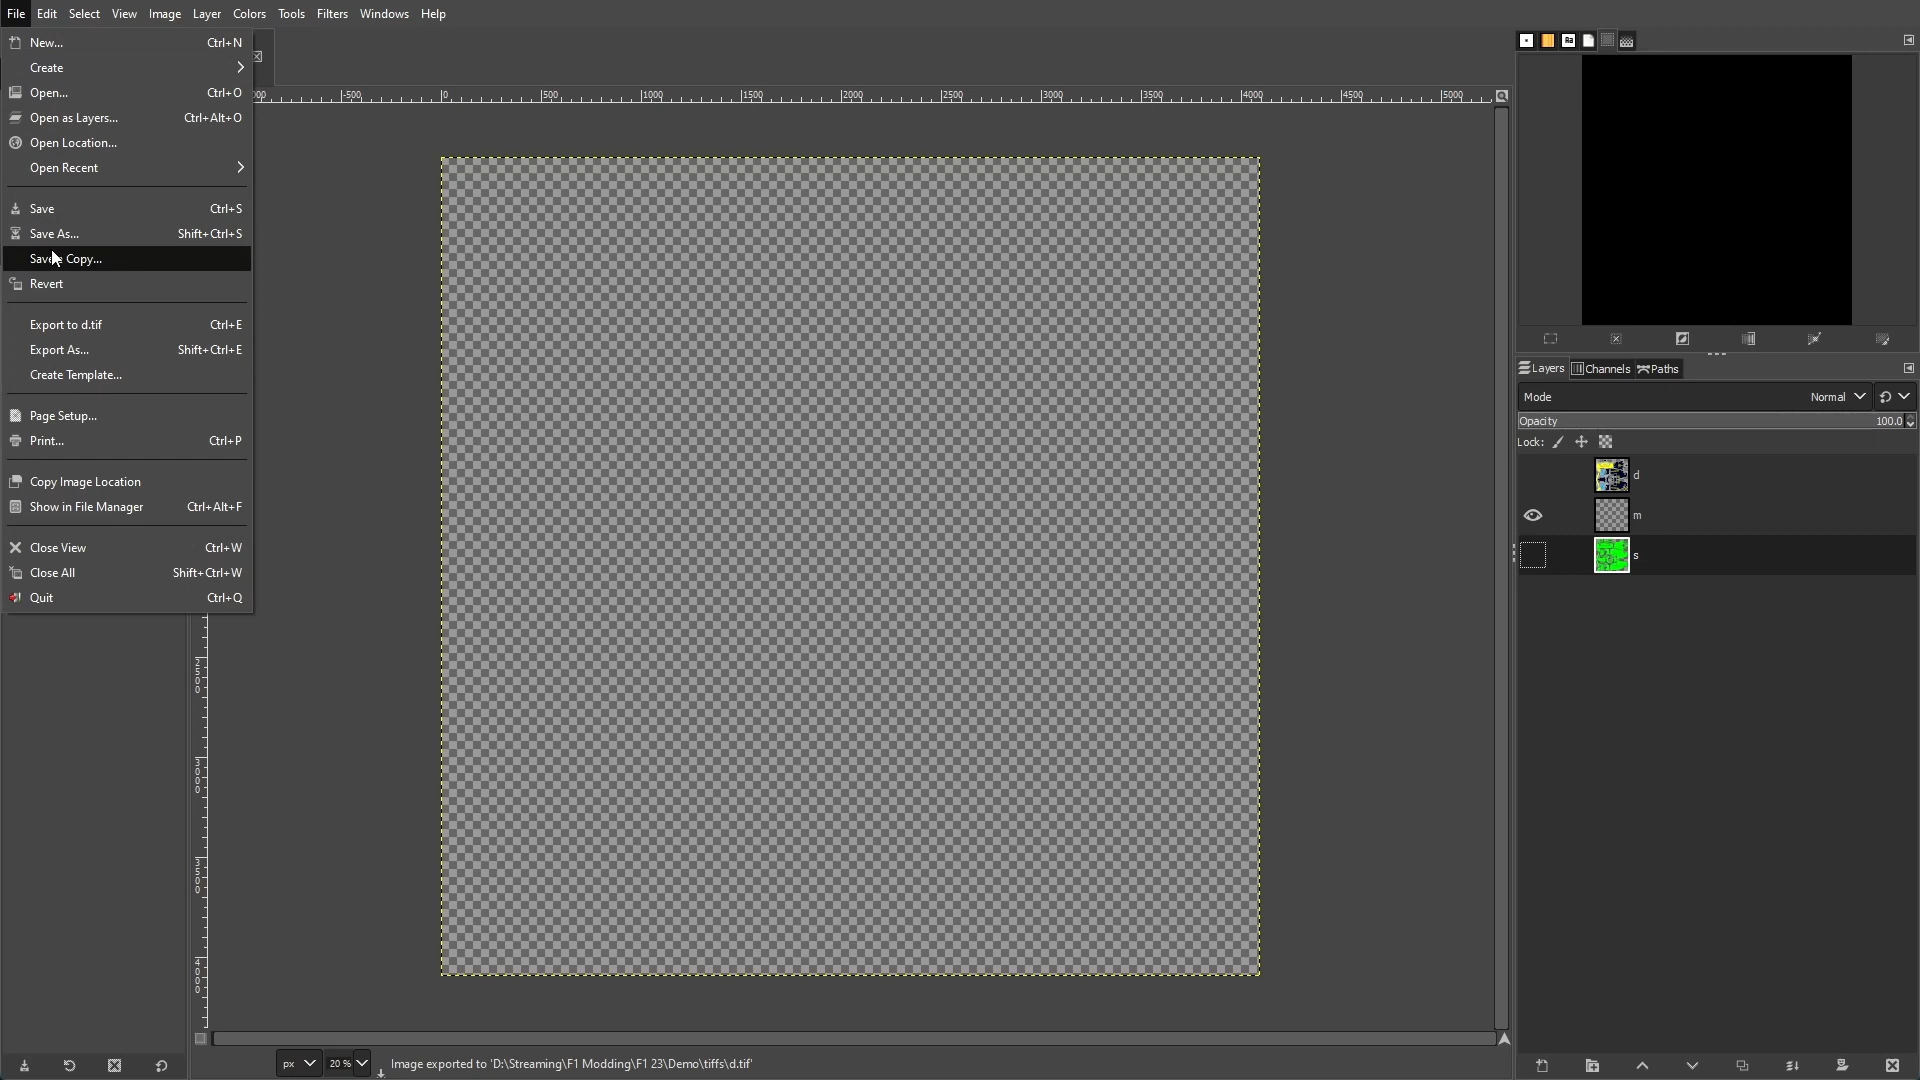 File Edit Select View Image Layer Colors Tools Filters Windows Help
New... Ctrl+N
Create
Open... Ctrl+O
Open as Layers... Ctrl+Alt+O
Open Location...
Open Recent
Save Ctrl+S
Save As... Shift+Ctrl+S
Copy...
Revert
Export to d.tif Ctrl+E
Export As... Shift+Ctrl+E
Create Template...
Page Setup...
Print... Ctrl+P
Copy Image Location
Show in File Manager Ctrl+Alt+F
Close View Ctrl+W
Close All Shift+Ctrl+W
Quit Ctrl+Q
-500 0 500 1000 1500 2000 2500 3000 3500 4000 4500 5000
2500
3000
3500
4000
px 20 % Image exported to 'D:\Streaming\F1 Modding\F1 23\Demo\tiffs\d.tif'
Aa
Layers Channels Paths
Mode Normal
Opacity 100.0
Lock:
d
m
s